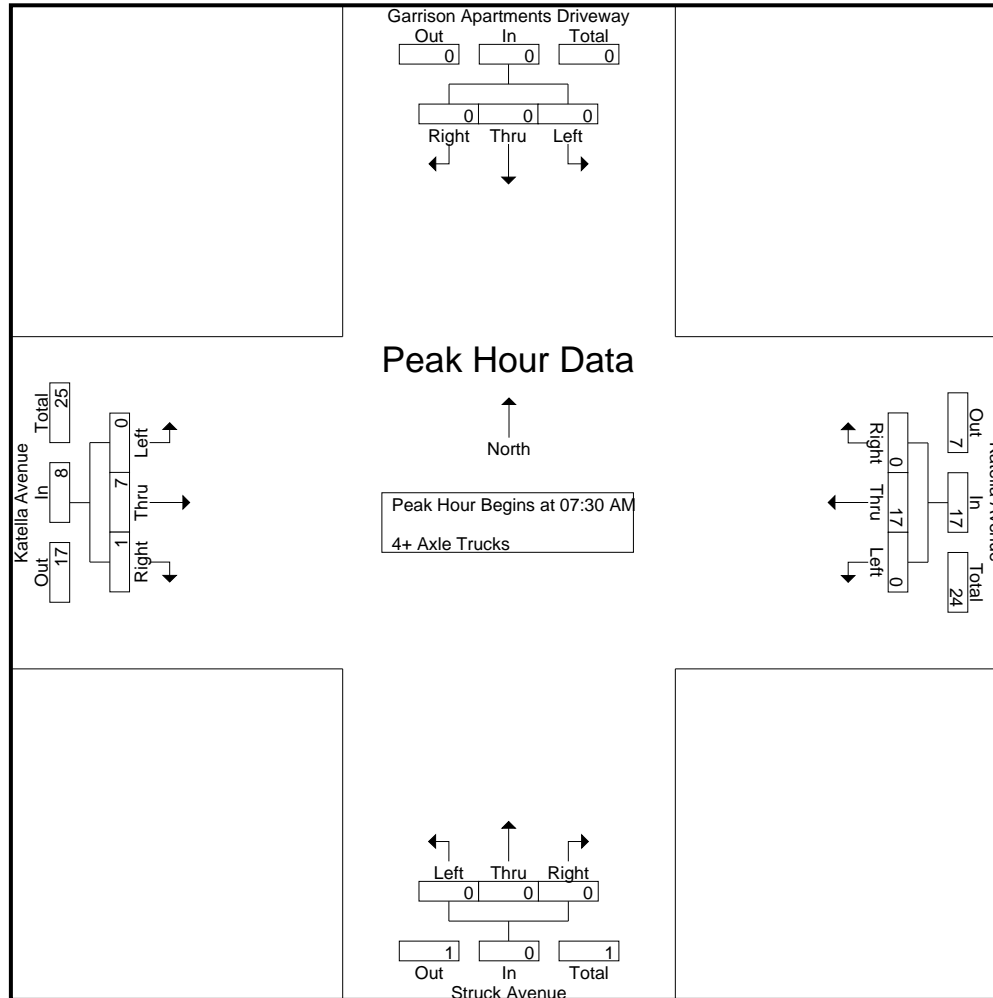 Garrison Apartments Driveway
Out In Total
0 0 0
0 0 0
Right Thru Left
Peak Hour Data
North
Peak Hour Begins at 07:30 AM
4+ Axle Trucks
Katella Avenue
Total In Out
25 8 17
0 7 1
Left Thru Right
Out In Total
7 17 24
Right Thru Left
0 17 0
Left Thru Right
0 0 0
1 0 1
Out In Total
Struck Avenue